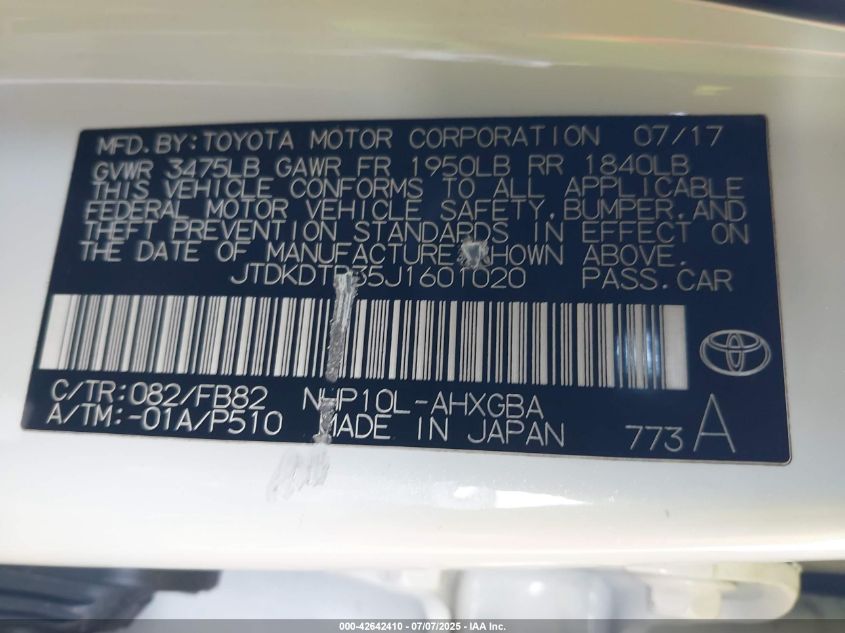 MFD.BY:TOYOTA MOTOR CORPORATION 07/17
GVWR 3475LB GAWR FR 1950LB RR 1840LB
THIS VEHICLE CONFORMS TO ALL APPLICABLE
FEDERAL MOTOR VEHICLE SAFETY,BUMPER,AND
THEFT PREVENTION STANDARDS IN EFFECT ON
THE DATE OF MANUFACTURE SHOWN ABOVE.
JTDKDTB35J1601020 PASS.CAR
C/TR:082/FB82 NHP10L-AHXGBA
A/TM:-01A/P510 MADE IN JAPAN 773A
000-42642410 - 07/07/2025 - IAA Inc.